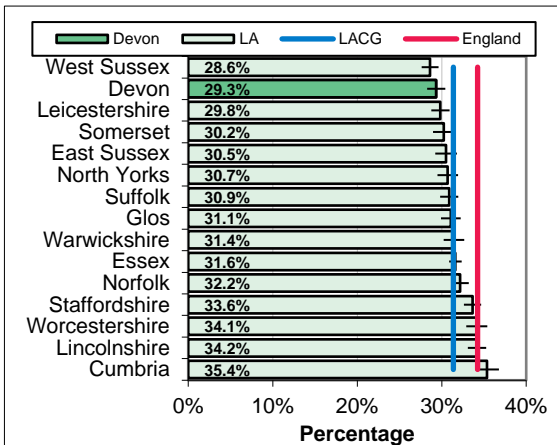 Devon LA LACG England
West Sussex 28.6%
Devon 29.3%
Leicestershire 29.8%
Somerset 30.2%
East Sussex 30.5%
North Yorks 30.7%
Suffolk 30.9%
Glos 31.1%
Warwickshire 31.4%
Essex 31.6%
Norfolk 32.2%
Staffordshire 33.6%
Worcestershire 34.1%
Lincolnshire 34.2%
Cumbria 35.4%
0% 10% 20% 30% 40%
Percentage